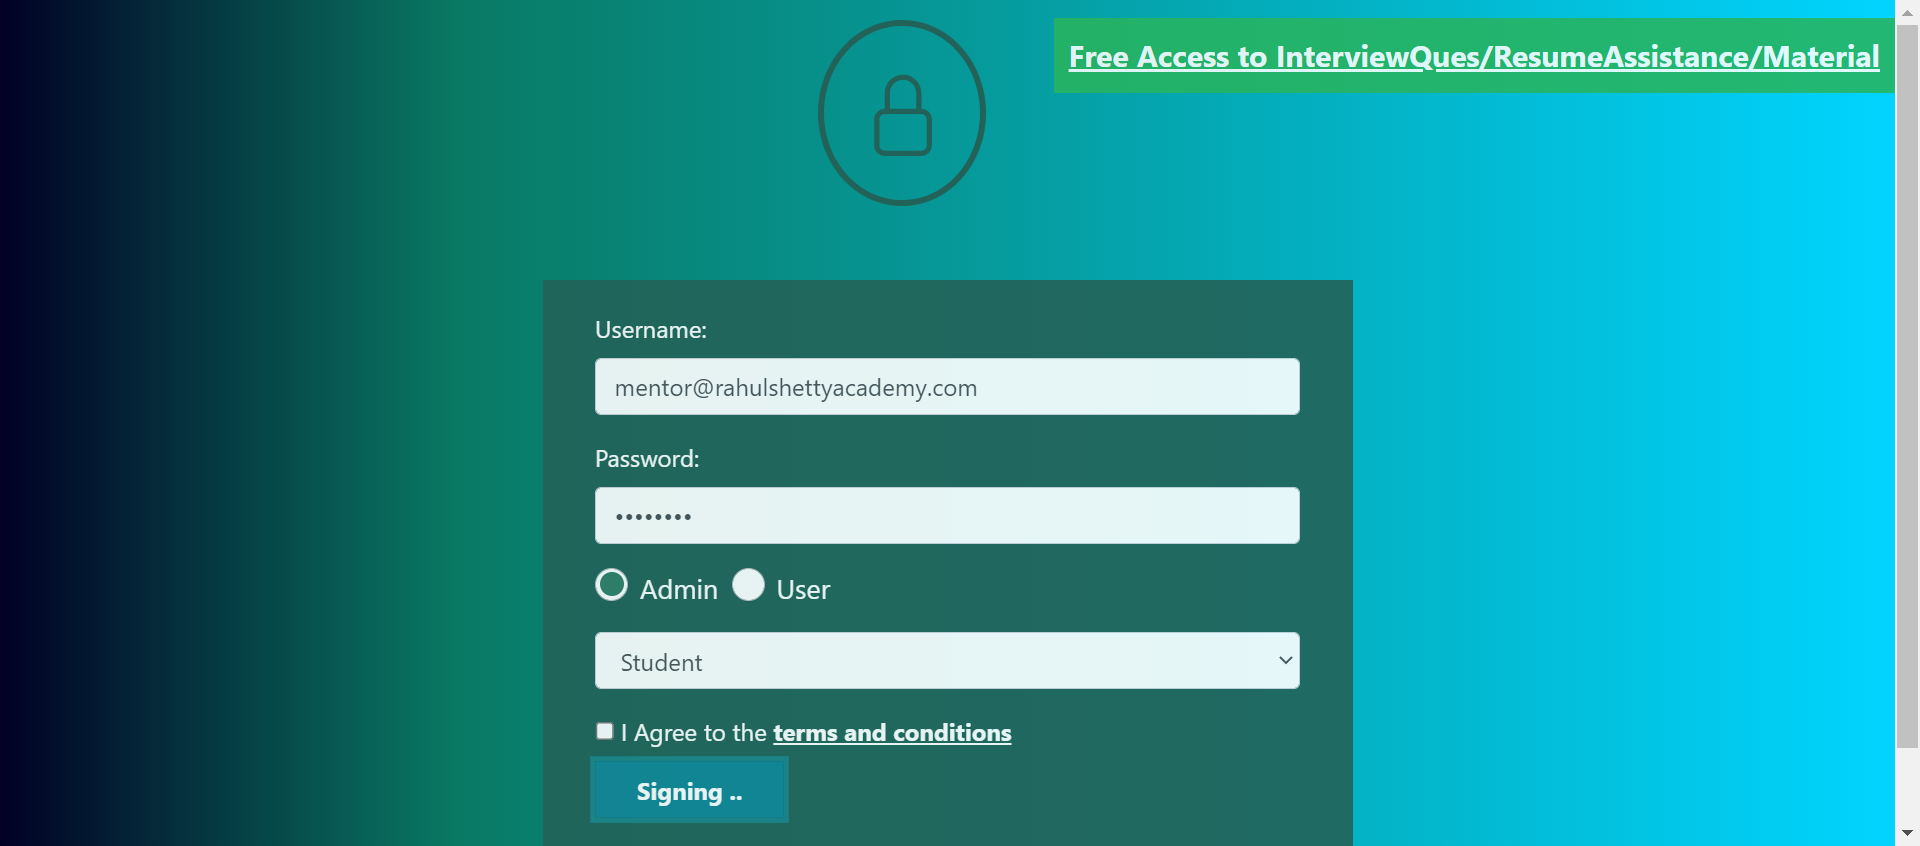 Free Access to InterviewQues/ResumeAssistance/Material
Username:
mentor@rahulshettyacademy.com
Password:
••••••••
Admin User
Student
I Agree to the terms and conditions
Signing ..